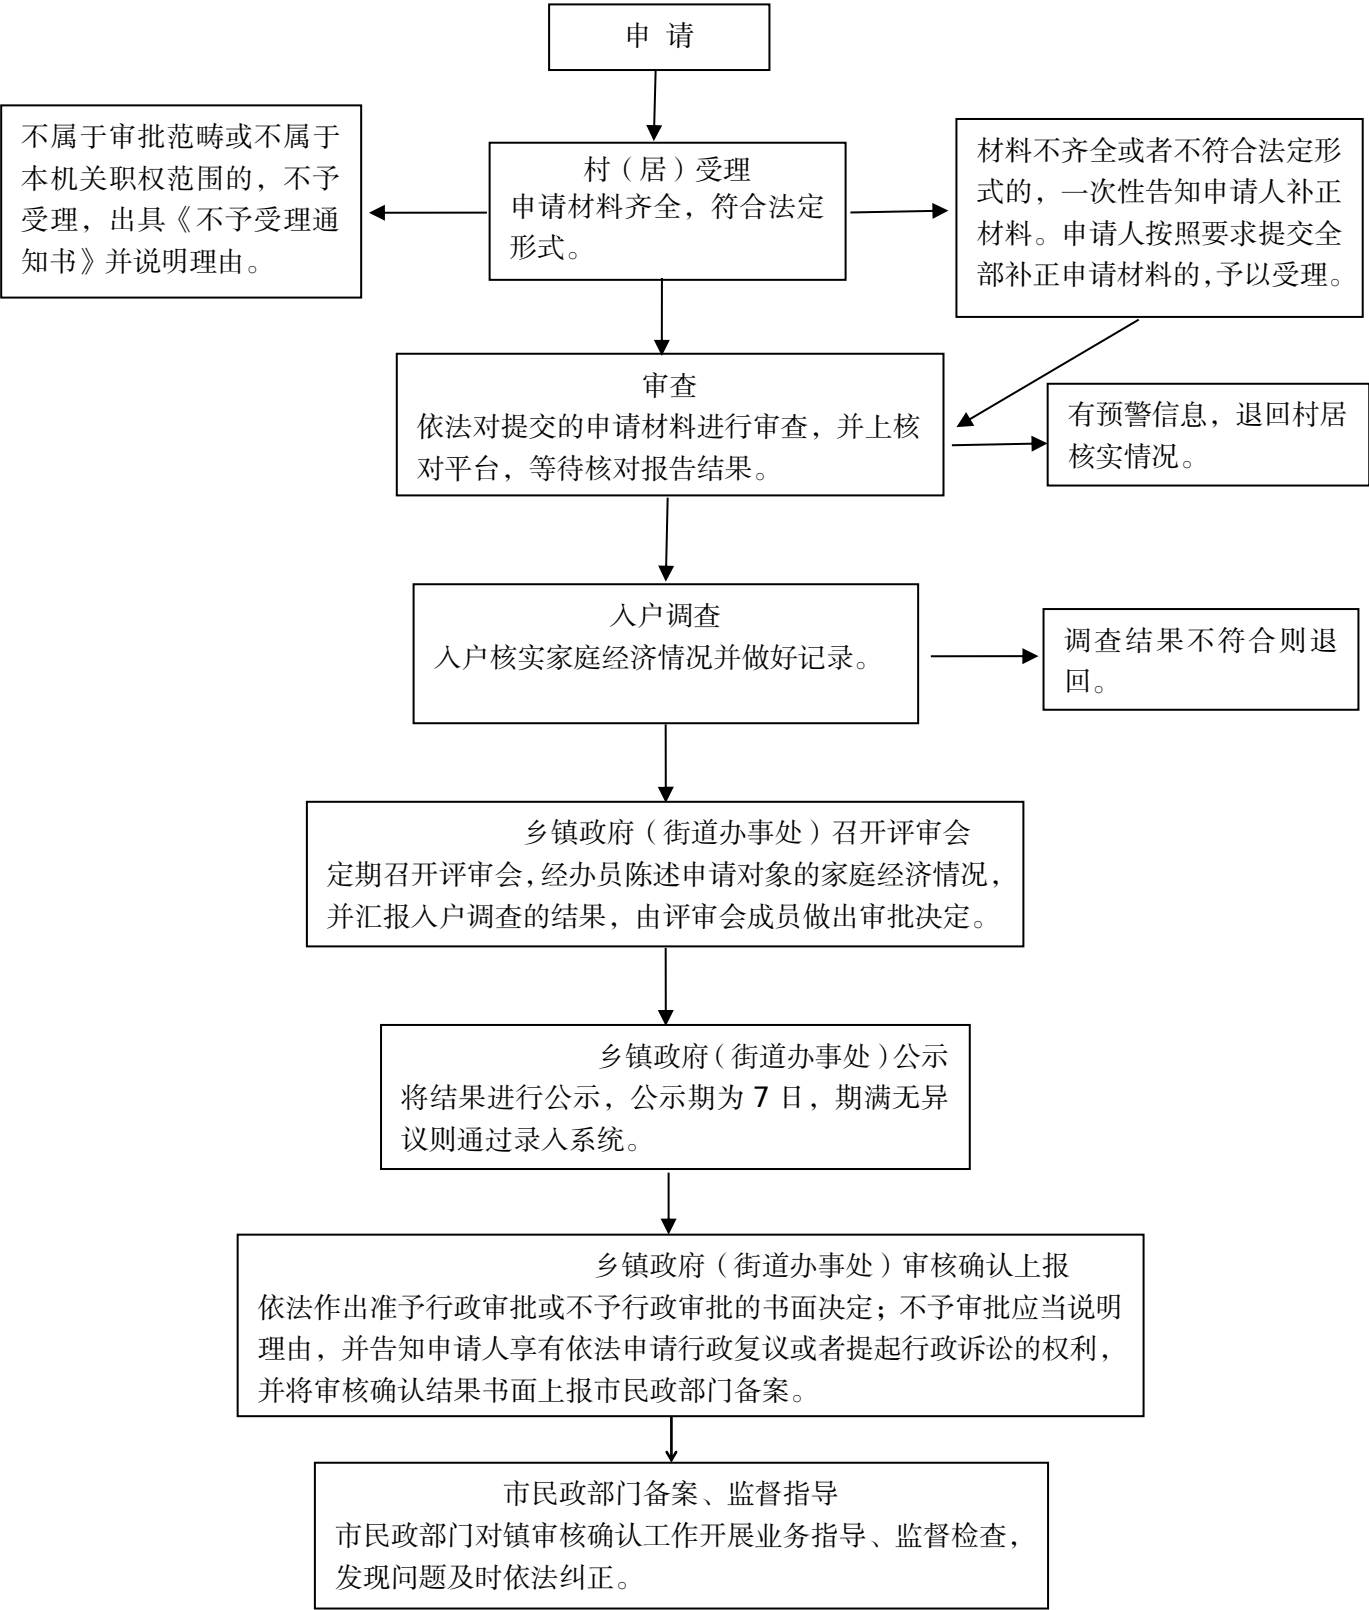 申 请
不属于审批范畴或不属于
本机关职权范围的，不予
受理，出具《不予受理通
知书》并说明理由。
村（居）受理
申请材料齐全，符合法定
形式。
材料不齐全或者不符合法定形
式的，一次性告知申请人补正
材料。申请人按照要求提交全
部补正申请材料的，予以受理。
审查
依法对提交的申请材料进行审查，并上核
对平台，等待核对报告结果。
有预警信息，退回村居
核实情况。
入户调查
入户核实家庭经济情况并做好记录。
调查结果不符合则退
回。
乡镇政府（街道办事处）召开评审会
定期召开评审会，经办员陈述申请对象的家庭经济情况，
并汇报入户调查的结果，由评审会成员做出审批决定。
乡镇政府（街道办事处）公示
将结果进行公示，公示期为 7 日，期满无异
议则通过录入系统。
乡镇政府（街道办事处）审核确认上报
依法作出准予行政审批或不予行政审批的书面决定；不予审批应当说明
理由，并告知申请人享有依法申请行政复议或者提起行政诉讼的权利，
并将审核确认结果书面上报市民政部门备案。
市民政部门备案、监督指导
市民政部门对镇审核确认工作开展业务指导、监督检查，
发现问题及时依法纠正。